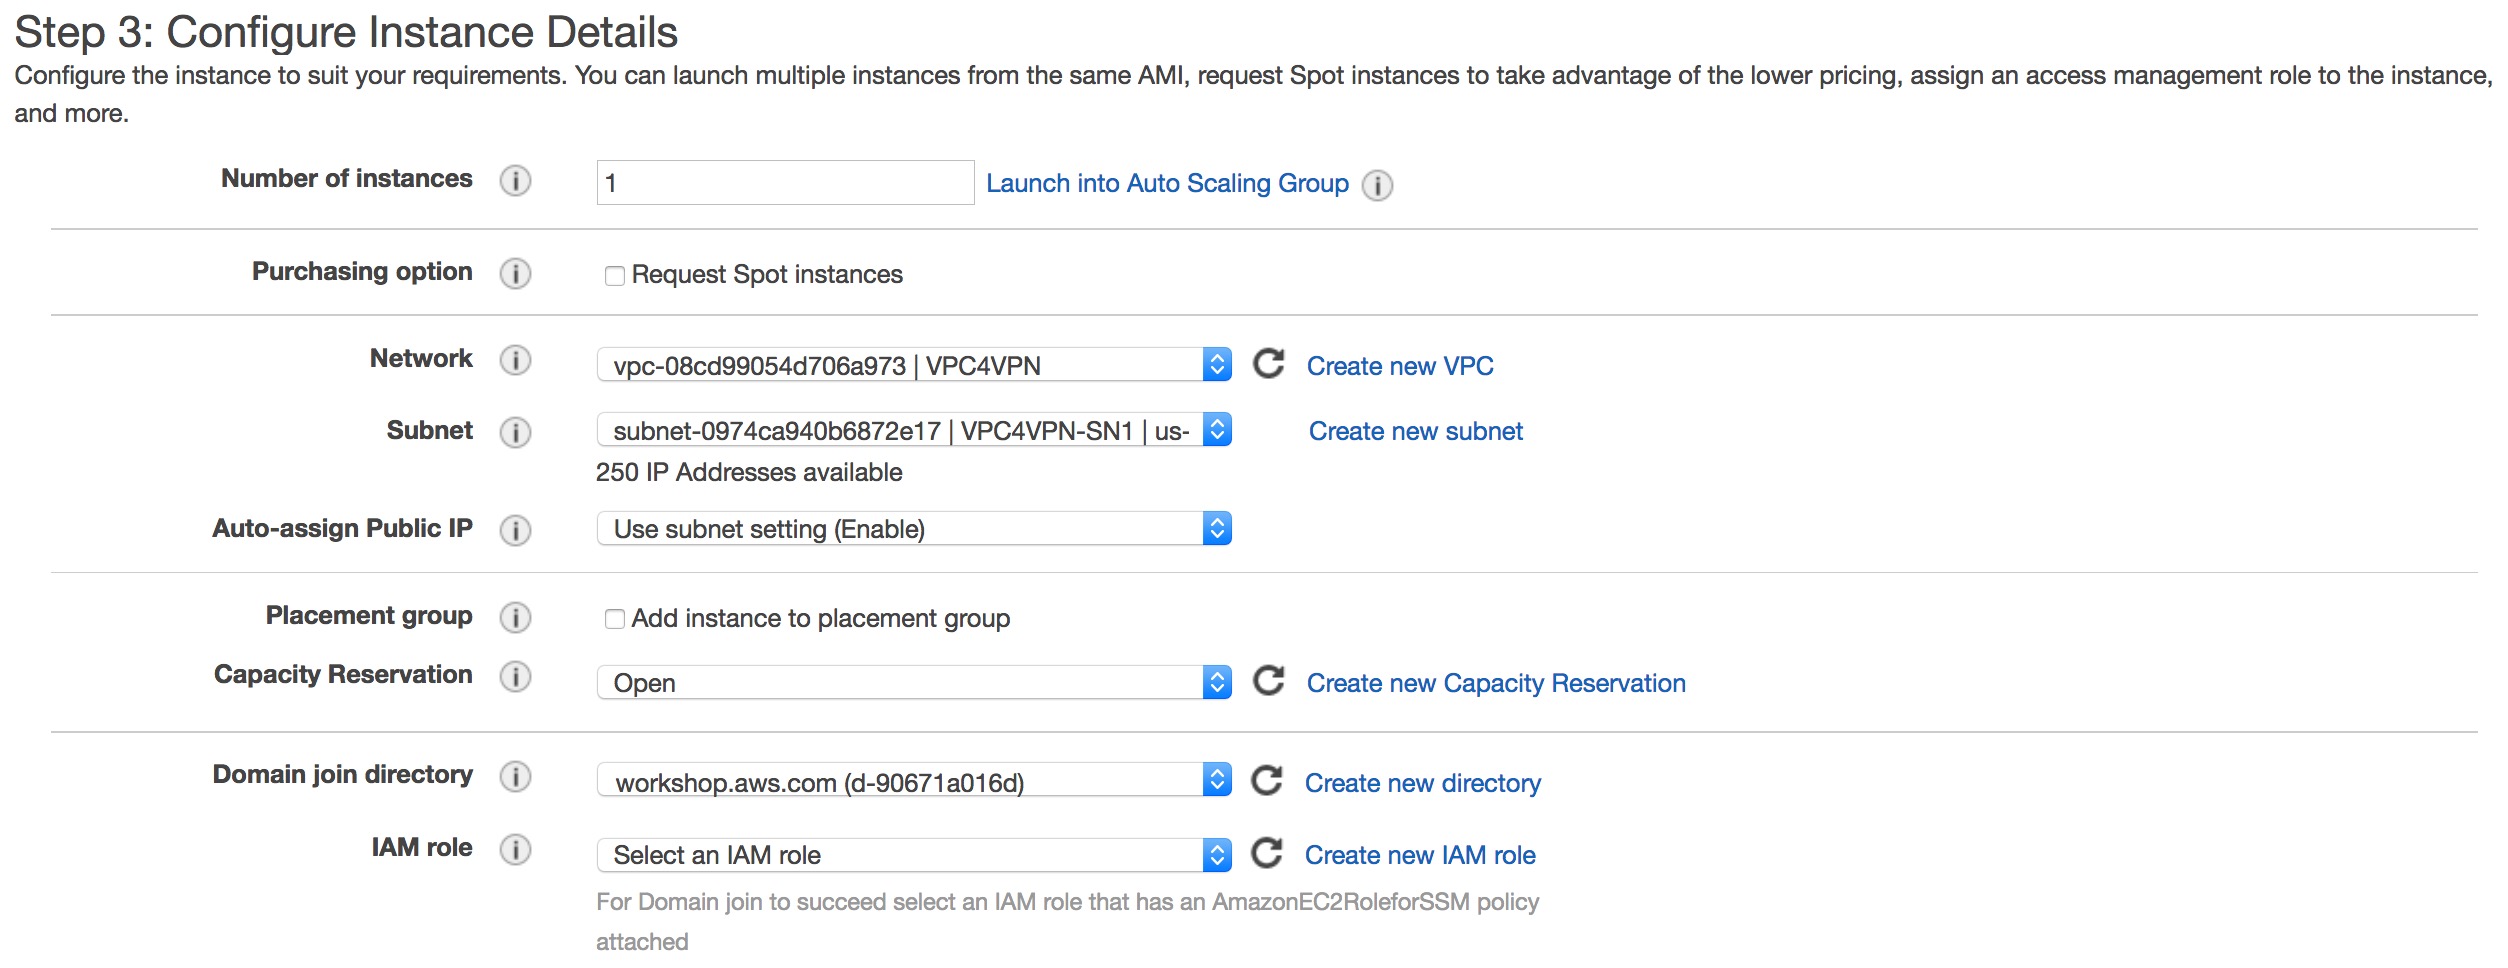 Step 3: Configure Instance Details
Configure the instance to suit your requirements. You can launch multiple instances from the same AMI, request Spot instances to take advantage of the lower pricing, assign an access management role to the instance,
and more.
Number of instances 1 Launch into Auto Scaling Group
Purchasing option Request Spot instances
Network vpc-08cd99054d706a973 | VPC4VPN Create new VPC
Subnet subnet-0974ca940b6872e17 | VPC4VPN-SN1 | us- Create new subnet
250 IP Addresses available
Auto-assign Public IP Use subnet setting (Enable)
Placement group Add instance to placement group
Capacity Reservation Open Create new Capacity Reservation
Domain join directory workshop.aws.com (d-90671a016d) Create new directory
IAM role Select an IAM role Create new IAM role
For Domain join to succeed select an IAM role that has an AmazonEC2RoleforSSM policy
attached